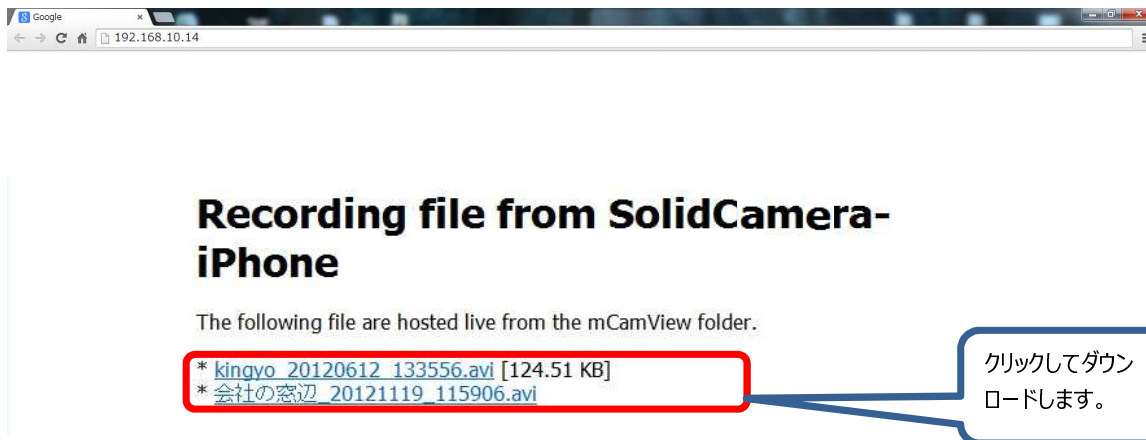 Google
192.168.10.14
Recording file from SolidCamera-
iPhone
The following file are hosted live from the mCamView folder.
* kingyo_20120612_133556.avi [124.51 KB]
* 会社の窓辺_20121119_115906.avi
クリックしてダウン
ロードします。